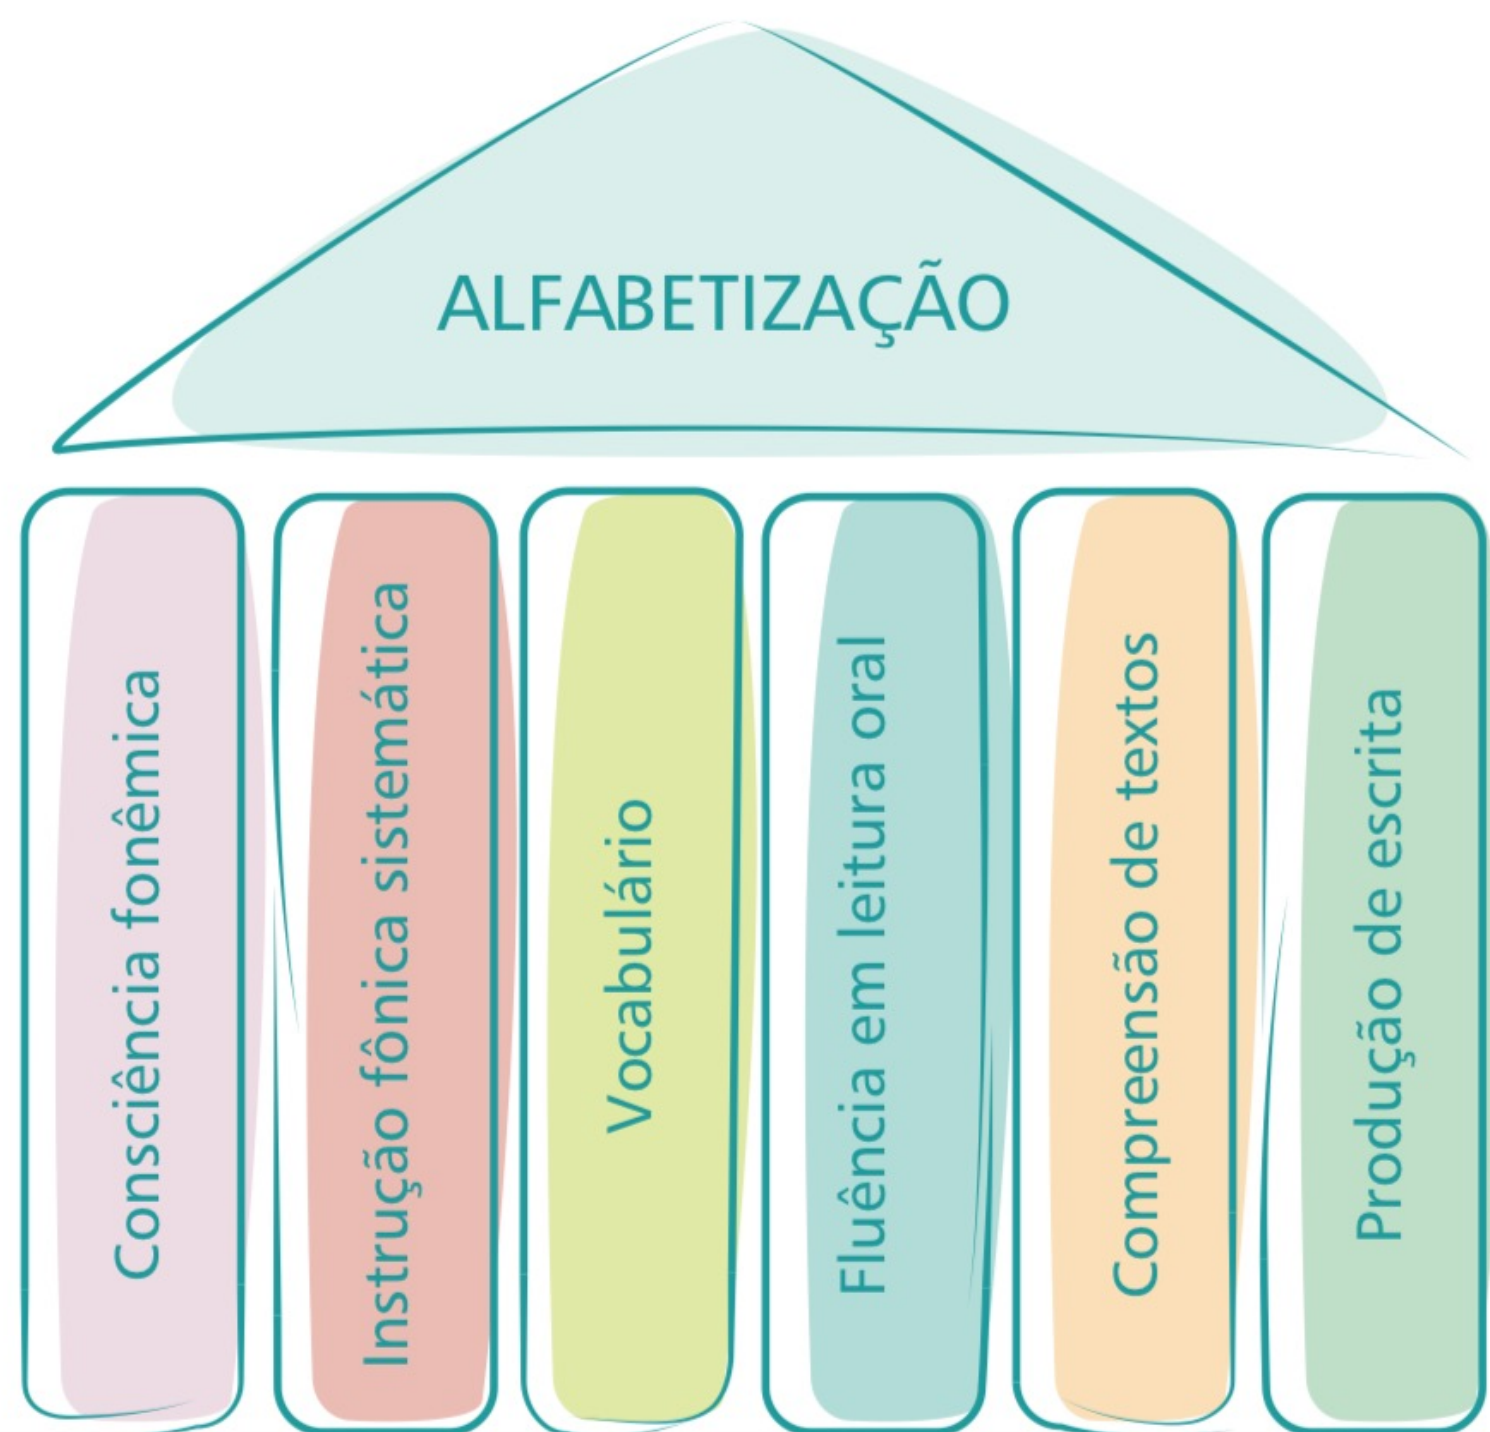 ALFABETIZAÇÃO
Consciência fonêmica
Instrução fônica sistemática
Vocabulário
Fluência em leitura oral
Compreensão de textos
Produção de escrita